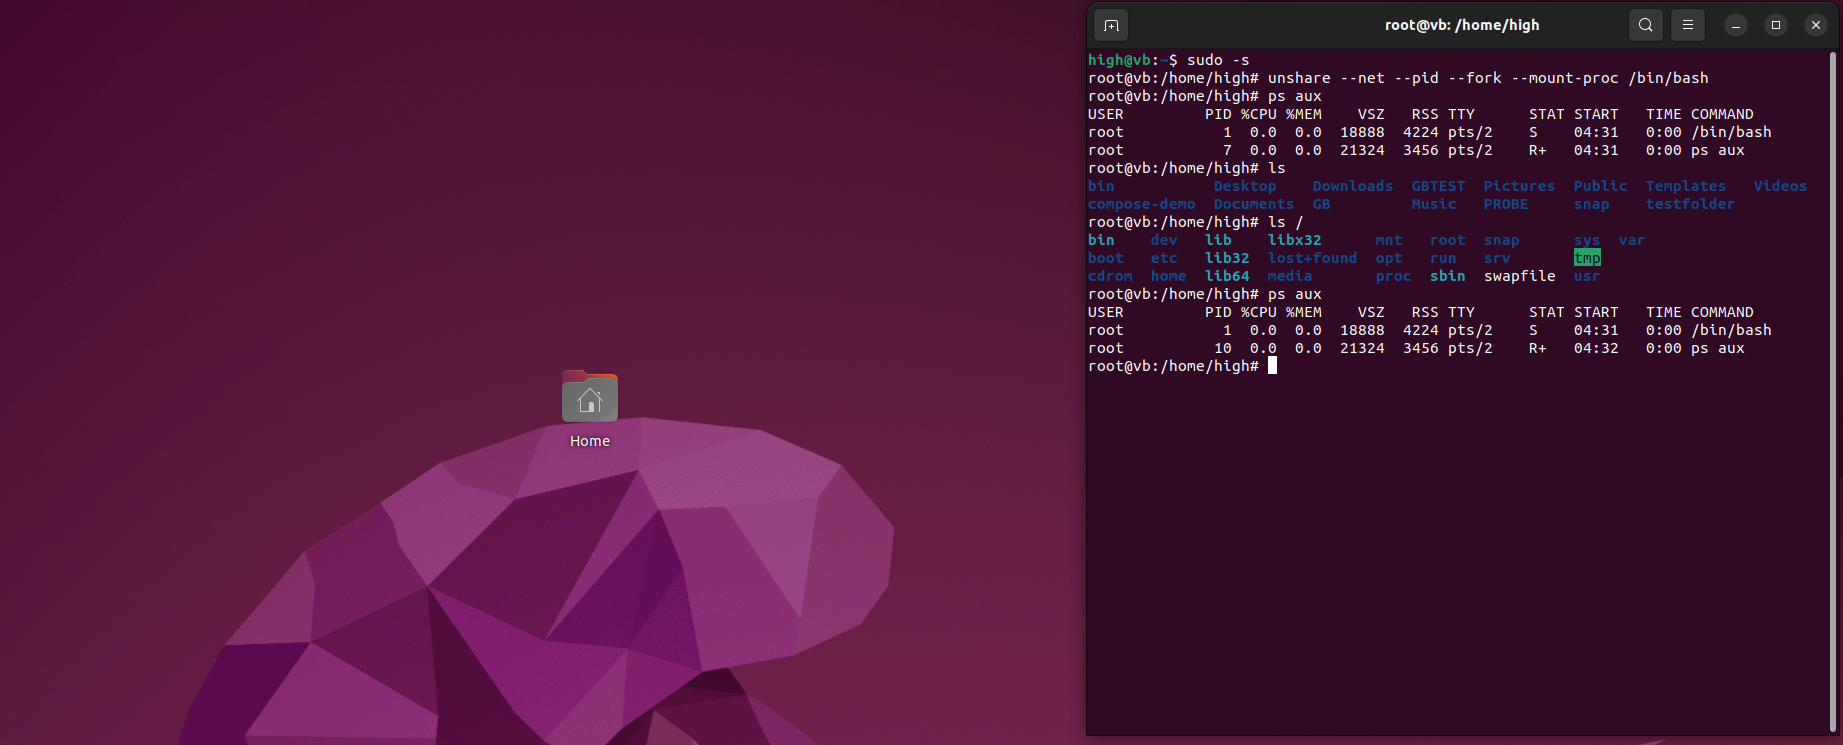 Home
root@vb: /home/high
high@vb:~$ sudo -s
root@vb:/home/high# unshare --net --pid --fork --mount-proc /bin/bash
root@vb:/home/high# ps aux
USER         PID %CPU %MEM    VSZ   RSS TTY      STAT START   TIME COMMAND
root           1  0.0  0.0  18888  4224 pts/2    S    04:31   0:00 /bin/bash
root           7  0.0  0.0  21324  3456 pts/2    R+   04:31   0:00 ps aux
root@vb:/home/high# ls
bin           Desktop    Downloads  GBTEST  Pictures  Public  Templates   Videos
compose-demo  Documents  GB         Music   PROBE     snap    testfolder
root@vb:/home/high# ls /
bin    dev   lib    libx32      mnt   root  snap      sys  var
boot   etc   lib32  lost+found  opt   run   srv       tmp
cdrom  home  lib64  media       proc  sbin  swapfile  usr
root@vb:/home/high# ps aux
USER         PID %CPU %MEM    VSZ   RSS TTY      STAT START   TIME COMMAND
root           1  0.0  0.0  18888  4224 pts/2    S    04:31   0:00 /bin/bash
root          10  0.0  0.0  21324  3456 pts/2    R+   04:32   0:00 ps aux
root@vb:/home/high#